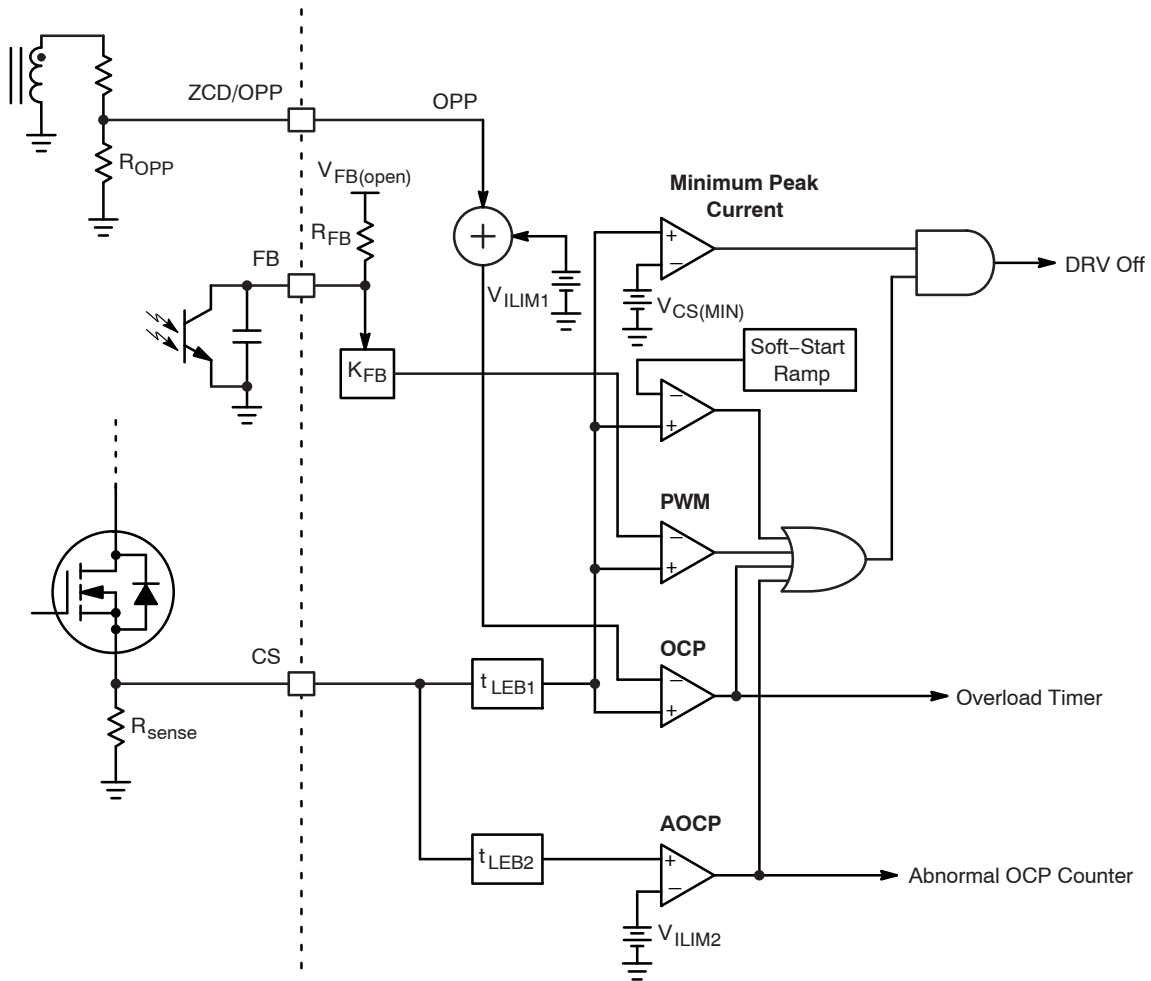 ZCD/OPP
OPP
ROPP
VFB(open)
RFB
FB
KFB
+
VILIM1
Minimum Peak
Current
+
−
VCS(MIN)
DRV Off
Soft−Start
Ramp
−
+
PWM
−
+
OCP
−
+
CS
tLEB1
Overload Timer
Rsense
AOCP
tLEB2
+
−
Abnormal OCP Counter
VILIM2